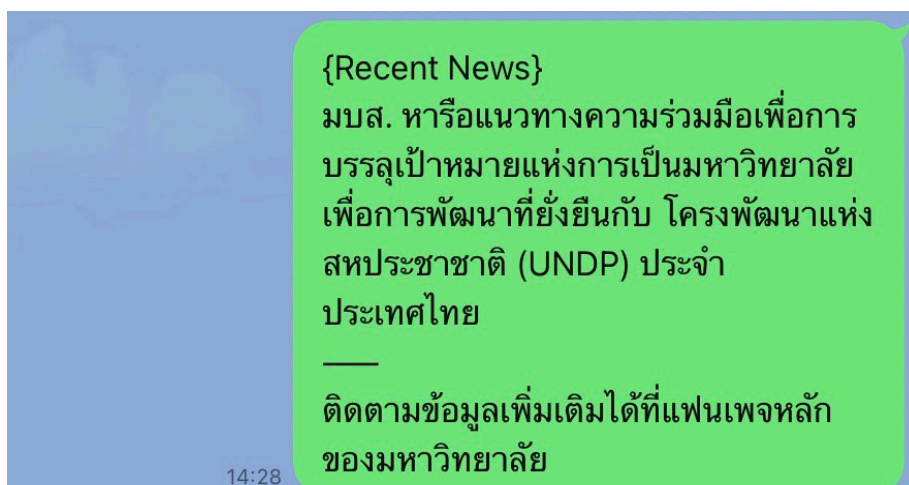 {Recent News}
มบส. หารือแนวทางความร่วมมือเพื่อการ
บรรลุเป้าหมายแห่งการเป็นมหาวิทยาลัย
เพื่อการพัฒนาที่ยั่งยืนกับ โครงพัฒนาแห่ง
สหประชาชาติ (UNDP) ประจำ
ประเทศไทย
——
ติดตามข้อมูลเพิ่มเติมได้ที่แฟนเพจหลัก
ของมหาวิทยาลัย
14:28